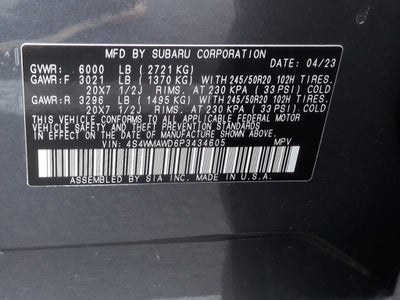 MFD BY SUBARU CORPORATION DATE: 04/23
GVWR: 6000 LB (2721 KG)
GAWR:F 3021 LB (1370 KG) WITH 245/50R20 102H TIRES.
20X7 1/2J RIMS. AT 230 KPA (33 PSI) COLD
GAWR:R 3296 LB (1495 KG) WITH 245/50R20 102H TIRES.
20X7 1/2J RIMS. AT 230 KPA (33 PSI) COLD
THIS VEHICLE CONFORMS TO ALL APPLICABLE FEDERAL MOTOR
VEHICLE SAFETY STANDARDS
IN EFFECT ON THE DATE OF MANUFACTURE SHOWN ABOVE.
VIN: 4S4WMAWD6P3434605 MPV
ASSEMBLED BY SIA INC. MADE IN U.S.A.